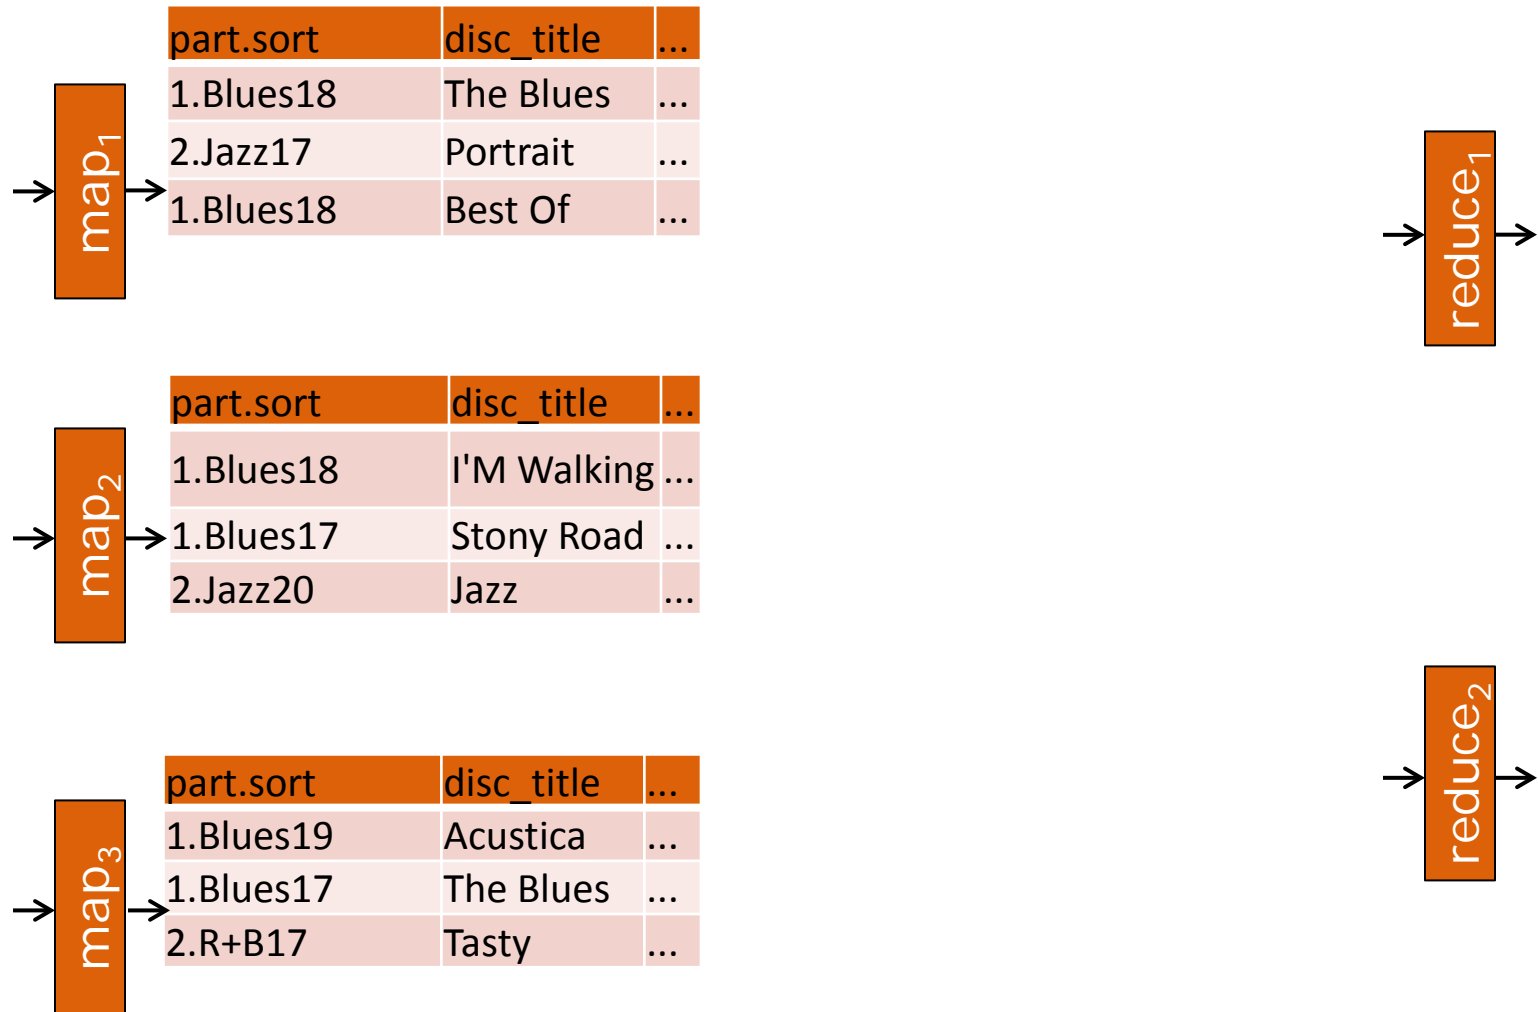 part.sort disc_title ...
1.Blues18 The Blues ...
2.Jazz17 Portrait ...
1.Blues18 Best Of ...
map1
reduce1
part.sort disc_title ...
1.Blues18 I'M Walking ...
1.Blues17 Stony Road ...
2.Jazz20 Jazz ...
map2
reduce2
part.sort disc_title ...
1.Blues19 Acustica ...
1.Blues17 The Blues ...
2.R+B17 Tasty ...
map3